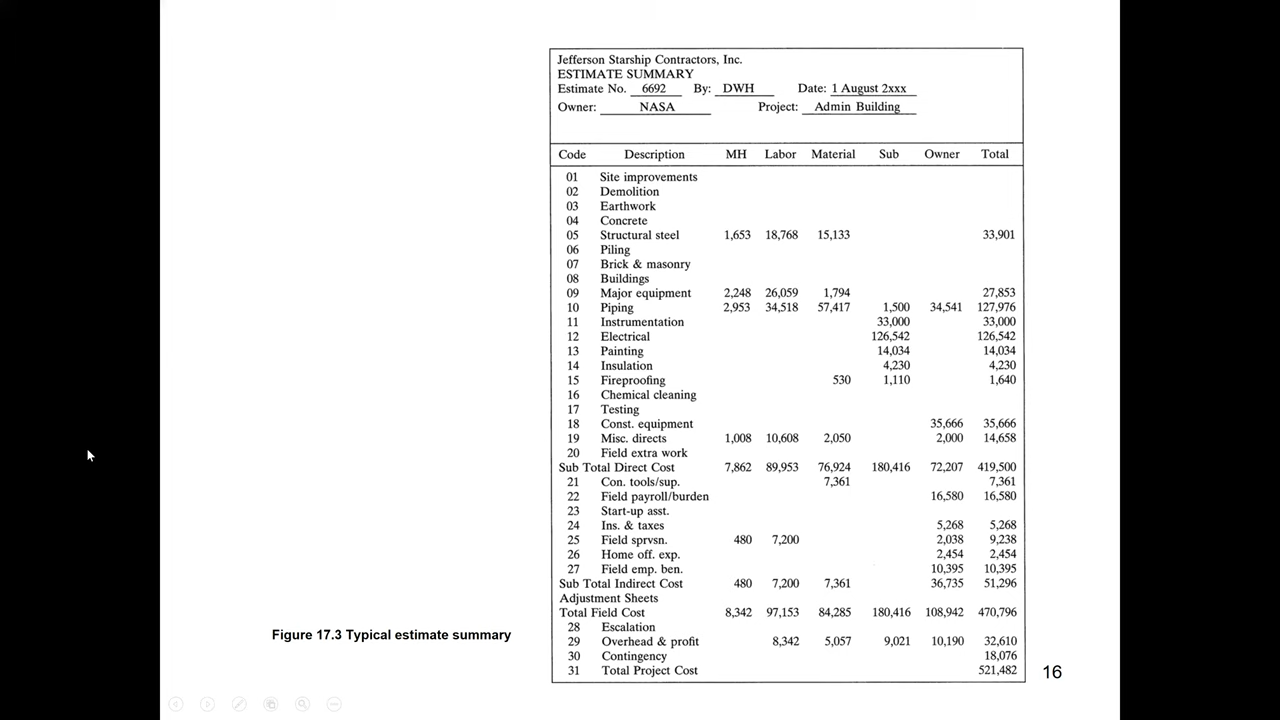 Jefferson Starship Contractors, Inc.
ESTIMATE SUMMARY
Estimate No. 6692 By: DWH Date: 1 August 2xxx
Owner: NASA Project: Admin Building
Code Description MH Labor Material Sub Owner Total
01 Site improvements
02 Demolition
03 Earthwork
04 Concrete
05 Structural steel 1,653 18,768 15,133 33,901
06 Piling
07 Brick & masonry
08 Buildings
09 Major equipment 2,248 26,059 1,794 27,853
10 Piping 2,953 34,518 57,417 1,500 34,541 127,976
11 Instrumentation 33,000 33,000
12 Electrical 126,542 126,542
13 Painting 14,034 14,034
14 Insulation 4,230 4,230
15 Fireproofing 530 1,110 1,640
16 Chemical cleaning
17 Testing
18 Const. equipment 35,666 35,666
19 Misc. directs 1,008 10,608 2,050 2,000 14,658
20 Field extra work
Sub Total Direct Cost 7,862 89,953 76,924 180,416 72,207 419,500
21 Con. tools/sup. 7,361 7,361
22 Field payroll/burden 16,580 16,580
23 Start-up asst.
24 Ins. & taxes 5,268 5,268
25 Field sprvsn. 480 7,200 2,038 9,238
26 Home off. exp. 2,454 2,454
27 Field emp. ben. 10,395 10,395
Sub Total Indirect Cost 480 7,200 7,361 36,735 51,296
Adjustment Sheets
Total Field Cost 8,342 97,153 84,285 180,416 108,942 470,796
28 Escalation
29 Overhead & profit 8,342 5,057 9,021 10,190 32,610
30 Contingency 18,076
31 Total Project Cost 521,482
Figure 17.3 Typical estimate summary
16